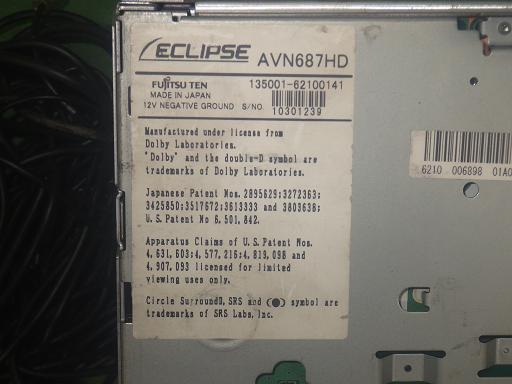 ECLIPSE AVN687HD
FUJITSU TEN 135001-62100141
MADE IN JAPAN
12V NEGATIVE GROUND S/NO. 10301239
Manufactured under license from
Dolby Laboratories.
"Dolby" and the double-D symbol are
trademarks of Dolby Laboratories.
Japanese Patent Nos. 2895629;3272363;
3425850;3517672;3613333 and 3803638;
U.S. Patent No 6,501,842.
Apparatus Claims of U.S. Patent Nos.
4,631,603;4,577,216;4,819,098 and
4,907,093 licensed for limited
viewing uses only.
Circle SurroundⅡ, SRS and symbol are
trademarks of SRS Labs, Inc.
6210 006898 01A0